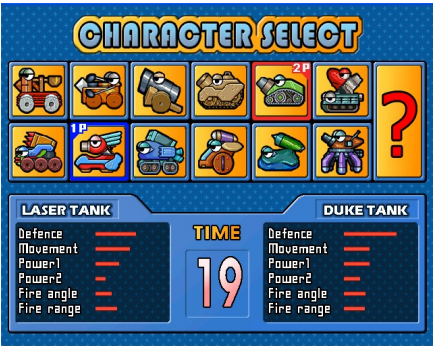 CHARACTER SELECT
2P
1P
?
LASER TANK
DUKE TANK
TIME
19
Defence
Movement
Power1
Power2
Fire angle
Fire range
Defence
Movement
Power1
Power2
Fire angle
Fire range